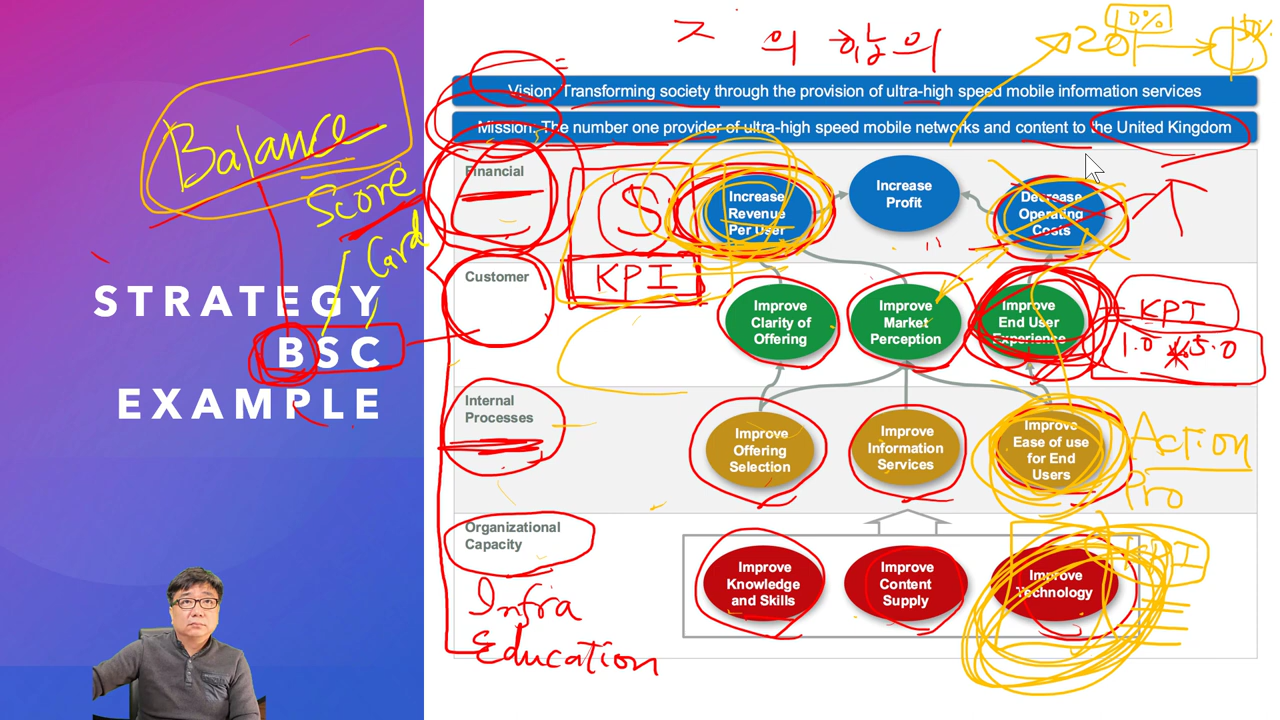 Balance
Score
Card
STRATEGY
BSC
EXAMPLE
Vision: Transforming society through the provision of ultra-high speed mobile information services
Mission: The number one provider of ultra-high speed mobile networks and content to the United Kingdom
10%
Financial
Increase
Revenue
Per User
Increase
Profit
Decrease
Operating
Costs
KPI
Customer
Improve
Clarity of
Offering
Improve
Market
Perception
Improve
End User
Experience
KPI
1.0
5.0
Internal
Processes
Improve
Offering
Selection
Improve
Information
Services
Improve
Ease of use
for End
Users
Action
Pro
Organizational
Capacity
Improve
Knowledge
and Skills
Improve
Content
Supply
Improve
Technology
KPI
Infra
Education